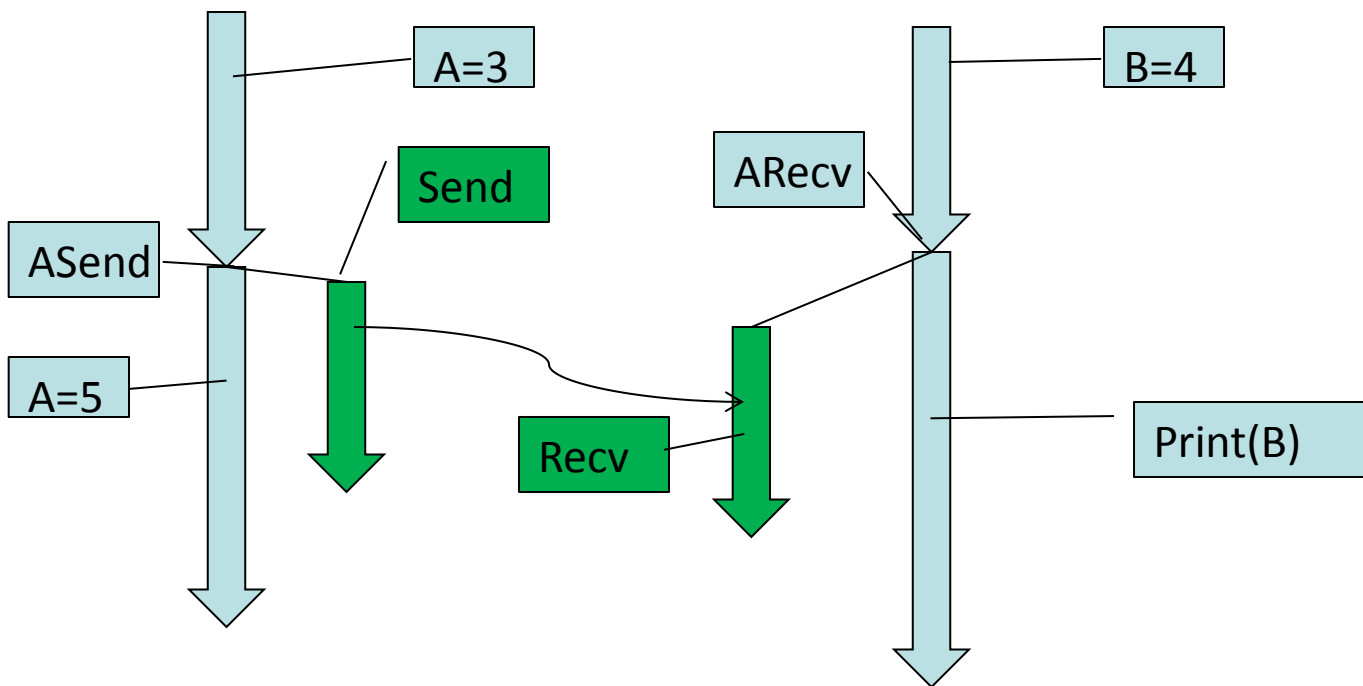 A=3
B=4
Send
ARecv
ASend
A=5
Recv
Print(B)